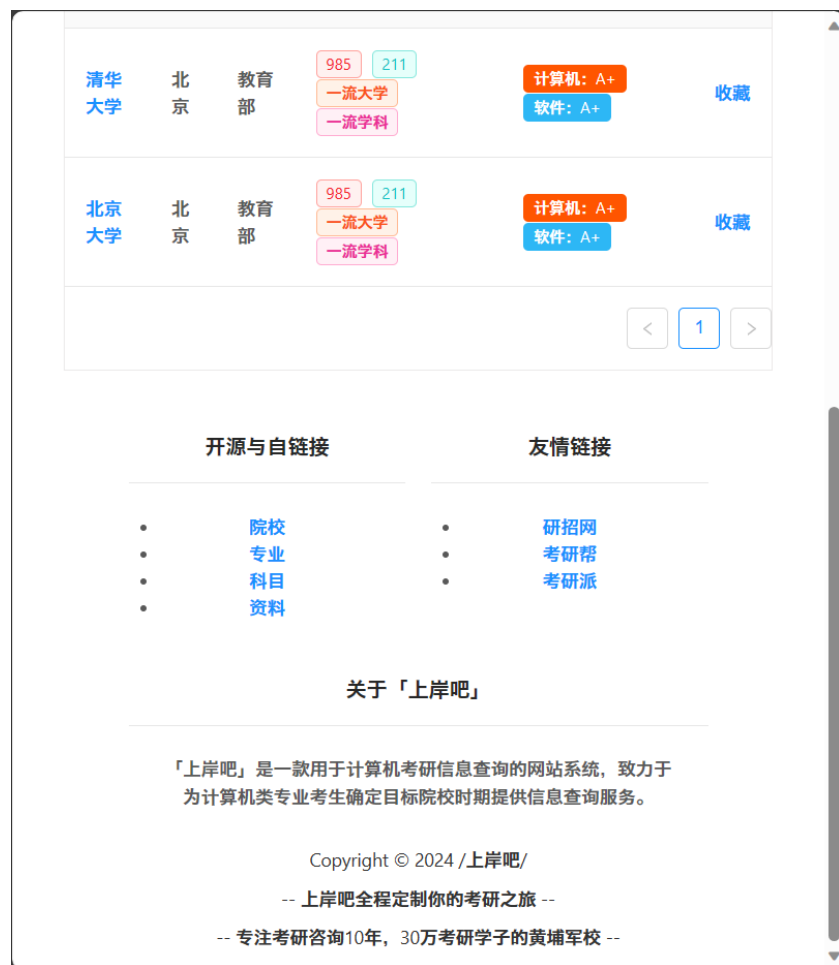 985 211
清华 北 教育 一流大学 计算机：A+ 收藏
大学 京 部 一流学科 软件：A+
985 211
北京 北 教育 一流大学 计算机：A+ 收藏
大学 京 部 一流学科 软件：A+
< 1 >
开源与自链接 友情链接
• 院校 • 研招网
• 专业 • 考研帮
• 科目 • 考研派
• 资料
关于「上岸吧」
「上岸吧」是一款用于计算机考研信息查询的网站系统，致力于
为计算机类专业考生确定目标院校时期提供信息查询服务。
Copyright © 2024 /上岸吧/
-- 上岸吧全程定制你的考研之旅 --
-- 专注考研咨询10年，30万考研学子的黄埔军校 --